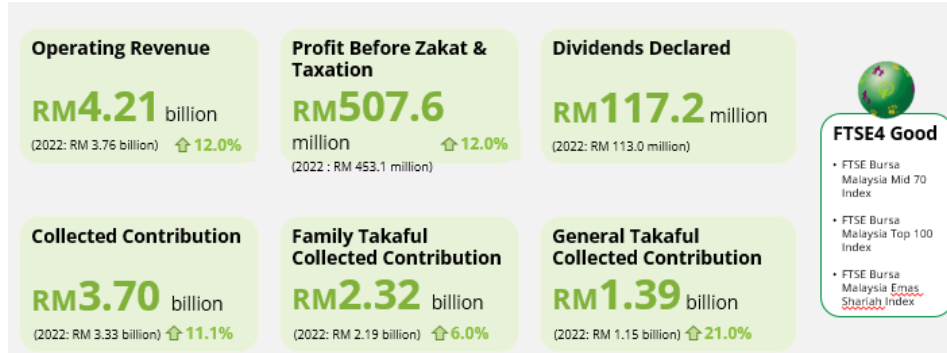 Operating Revenue
RM4.21 billion
(2022: RM 3.76 billion) 12.0%
Profit Before Zakat &
Taxation
RM507.6
million 12.0%
(2022 : RM 453.1 million)
Dividends Declared
RM117.2 million
(2022: RM 113.0 million)
Collected Contribution
RM3.70 billion
(2022: RM 3.33 billion) 11.1%
Family Takaful
Collected Contribution
RM2.32 billion
(2022: RM 2.19 billion) 6.0%
General Takaful
Collected Contribution
RM1.39 billion
(2022: RM 1.15 billion) 21.0%
FTSE4 Good
• FTSE Bursa
Malaysia Mid 70
Index
• FTSE Bursa
Malaysia Top 100
Index
• FTSE Bursa
Malaysia Emas
Shariah Index